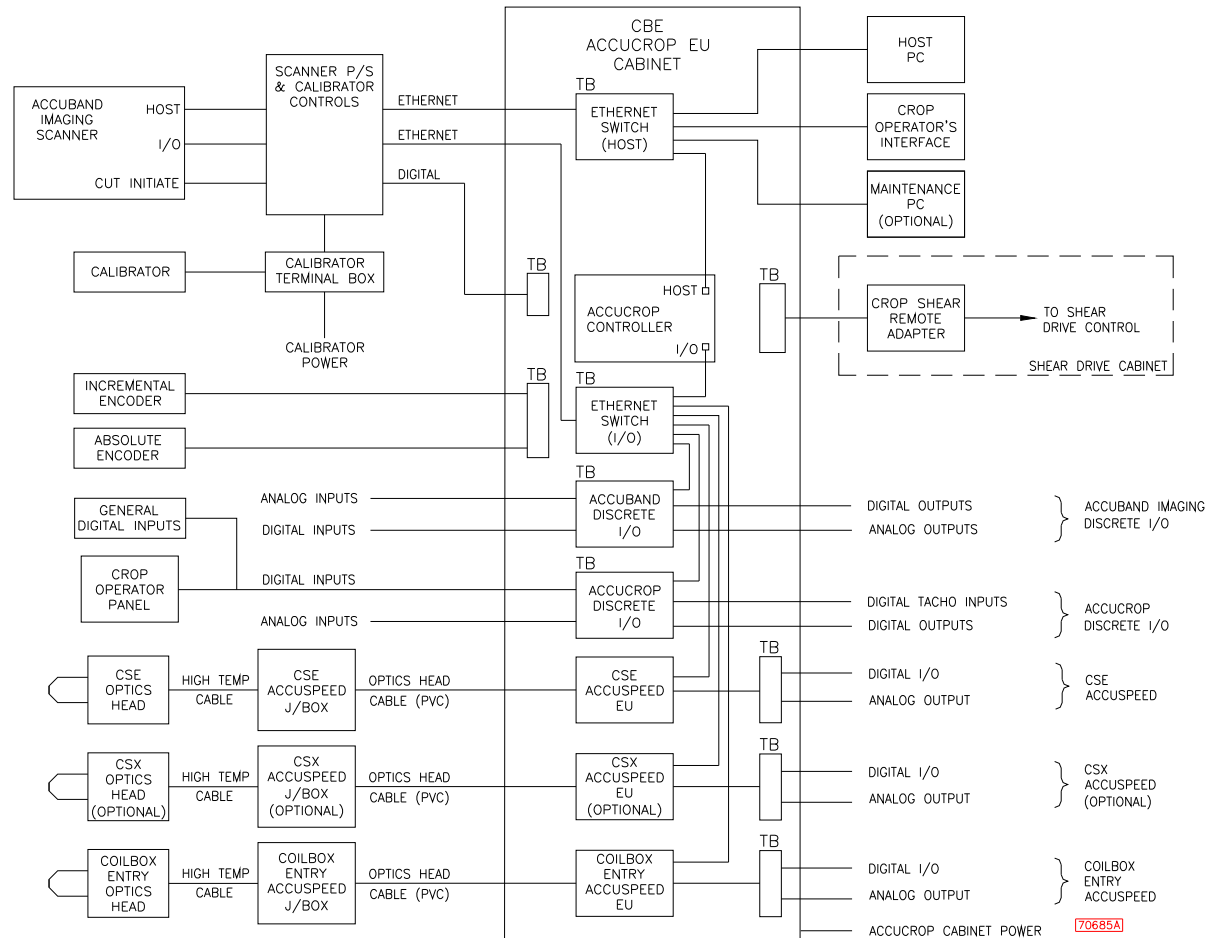 CBE
ACCUCROP EU
CABINET
HOST
PC
SCANNER P/S
& CALIBRATOR
CONTROLS
ACCUBAND
IMAGING
SCANNER
HOST
I/O
CUT INITIATE
ETHERNET
ETHERNET
DIGITAL
TB
ETHERNET
SWITCH
(HOST)
CROP
OPERATOR'S
INTERFACE
MAINTENANCE
PC
(OPTIONAL)
CALIBRATOR
CALIBRATOR
TERMINAL BOX
CALIBRATOR
POWER
TB
HOST
ACCUCROP
CONTROLLER
I/O
TB
CROP SHEAR
REMOTE
ADAPTER
TO SHEAR
DRIVE CONTROL
SHEAR DRIVE CABINET
INCREMENTAL
ENCODER
ABSOLUTE
ENCODER
TB
TB
ETHERNET
SWITCH
(I/O)
GENERAL
DIGITAL INPUTS
ANALOG INPUTS
DIGITAL INPUTS
TB
ACCUBAND
DISCRETE
I/O
DIGITAL OUTPUTS
ANALOG OUTPUTS
ACCUBAND IMAGING
DISCRETE I/O
CROP
OPERATOR
PANEL
DIGITAL INPUTS
ANALOG INPUTS
TB
ACCUCROP
DISCRETE
I/O
DIGITAL TACHO INPUTS
DIGITAL OUTPUTS
ACCUCROP
DISCRETE I/O
CSE
OPTICS
HEAD
HIGH TEMP
CABLE
CSE
ACCUSPEED
J/BOX
OPTICS HEAD
CABLE (PVC)
CSE
ACCUSPEED
EU
TB
DIGITAL I/O
ANALOG OUTPUT
CSE
ACCUSPEED
CSX
OPTICS
HEAD
(OPTIONAL)
HIGH TEMP
CABLE
CSX
ACCUSPEED
J/BOX
(OPTIONAL)
OPTICS HEAD
CABLE (PVC)
CSX
ACCUSPEED
EU
(OPTIONAL)
TB
DIGITAL I/O
ANALOG OUTPUT
CSX
ACCUSPEED
(OPTIONAL)
COILBOX
ENTRY
OPTICS
HEAD
HIGH TEMP
CABLE
COILBOX
ENTRY
ACCUSPEED
J/BOX
OPTICS HEAD
CABLE (PVC)
COILBOX
ENTRY
ACCUSPEED
EU
TB
DIGITAL I/O
ANALOG OUTPUT
COILBOX
ENTRY
ACCUSPEED
ACCUCROP CABINET POWER
70685A